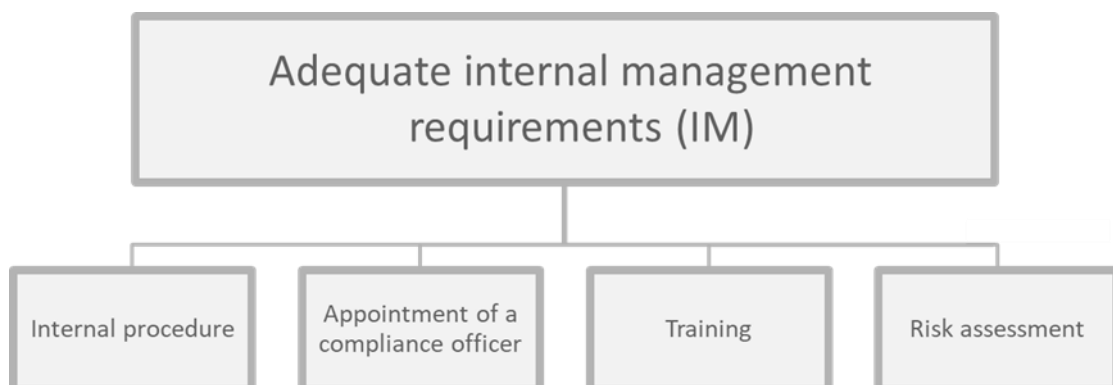 Adequate internal management
requirements (IM)
Internal procedure
Appointment of a
compliance officer
Training
Risk assessment